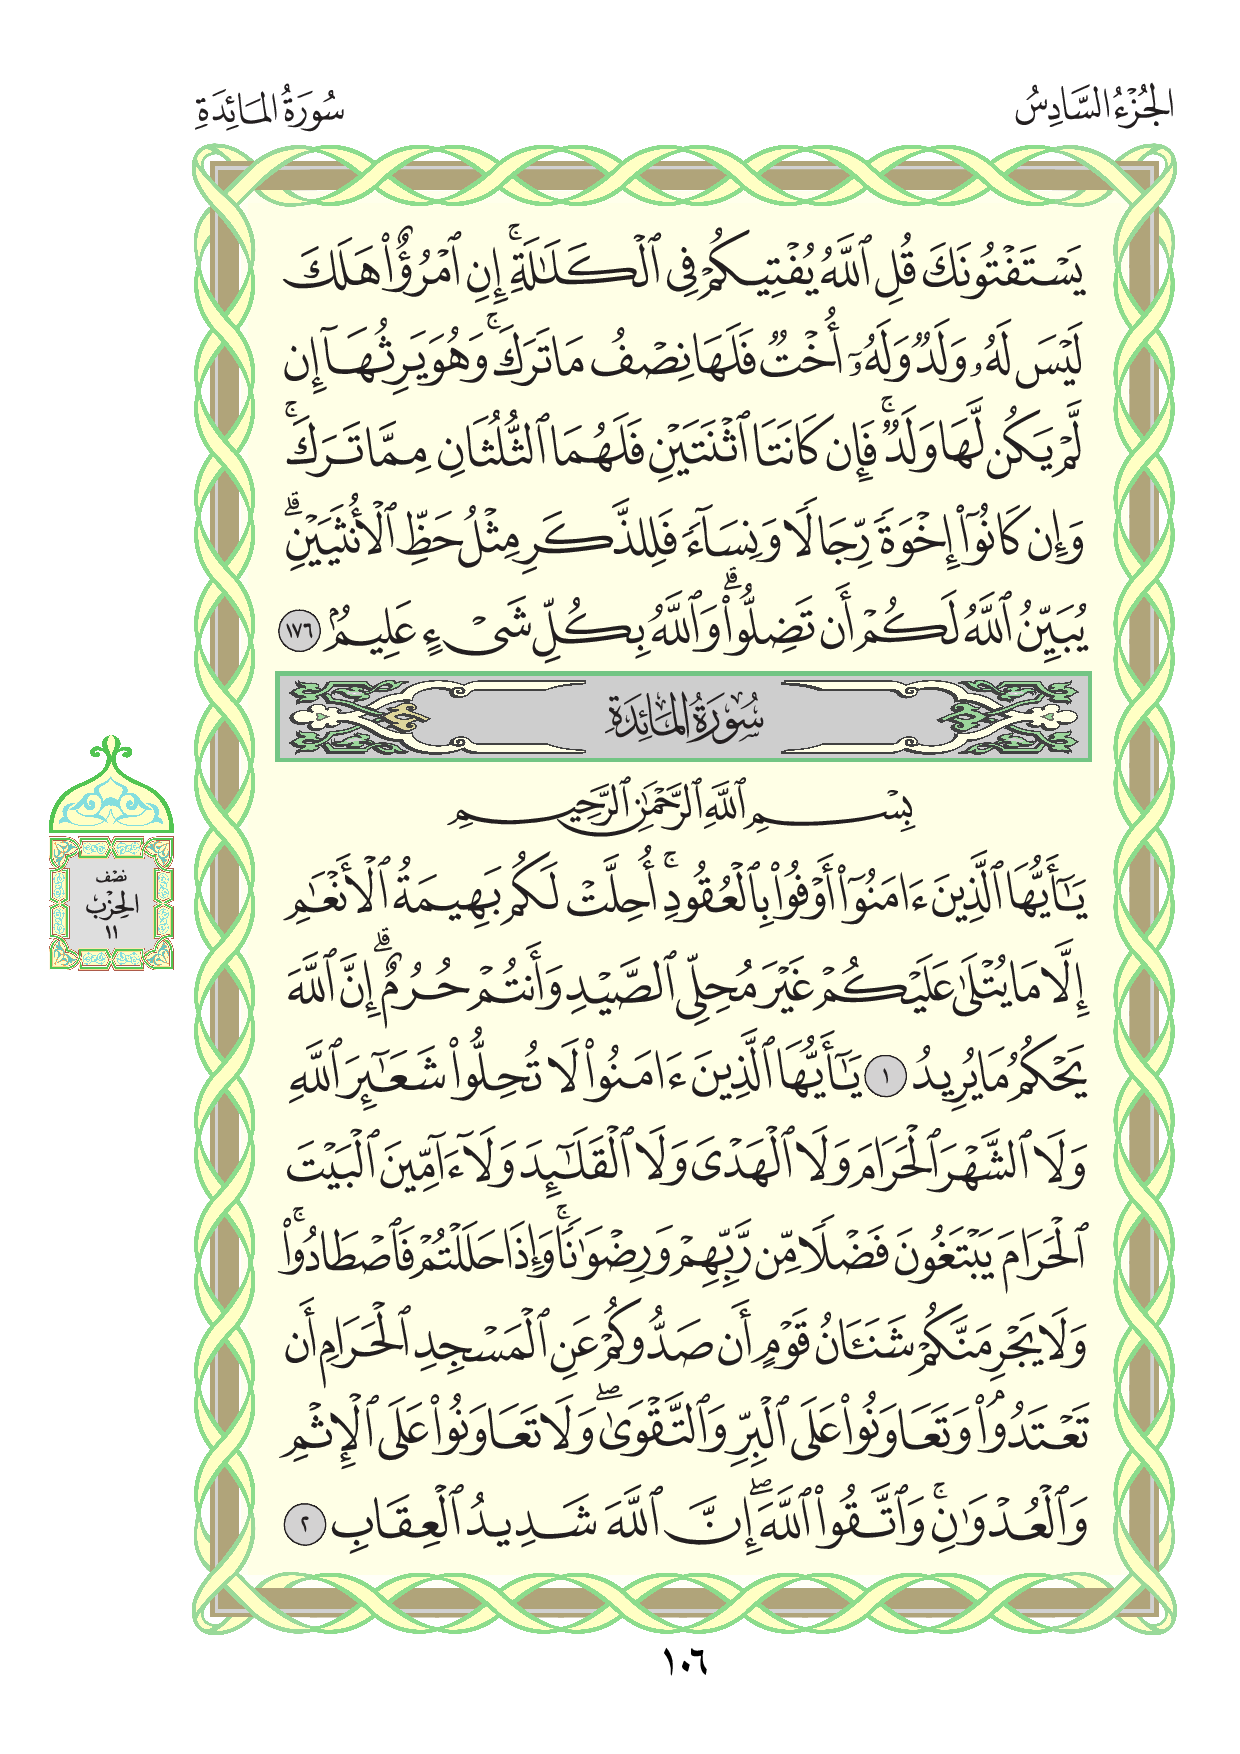 الجُزْءُ السَّادِسُ
سُورَةُ المَائِدَةِ
يَسْتَفْتُونَكَ قُلِ ٱللَّهُ يُفْتِيكُمْ فِي ٱلْكَلَـٰلَةِۚ إِنِ ٱمْرُؤٌا۟ هَلَكَ
لَيْسَ لَهُۥ وَلَدٌ وَلَهُۥٓ أُخْتٌ فَلَهَا نِصْفُ مَا تَرَكَۚ وَهُوَ يَرِثُهَآ إِن
لَّمْ يَكُن لَّهَا وَلَدٌۚ فَإِن كَانَتَا ٱثْنَتَيْنِ فَلَهُمَا ٱلثُّلُثَانِ مِمَّا تَرَكَۚ
وَإِن كَانُوٓا۟ إِخْوَةً رِّجَالًا وَنِسَآءً فَلِلذَّكَرِ مِثْلُ حَظِّ ٱلْأُنثَيَيْنِۗ
يُبَيِّنُ ٱللَّهُ لَكُمْ أَن تَضِلُّوا۟ۗ وَٱللَّهُ بِكُلِّ شَىْءٍ عَلِيمٌۢ ١٧٦
سُورَةُ المَائِدَةِ
بِسْمِ ٱللَّهِ ٱلرَّحْمَـٰنِ ٱلرَّحِيمِ
يَـٰٓأَيُّهَا ٱلَّذِينَ ءَامَنُوٓا۟ أَوْفُوا۟ بِٱلْعُقُودِۚ أُحِلَّتْ لَكُم بَهِيمَةُ ٱلْأَنْعَـٰمِ
إِلَّا مَا يُتْلَىٰ عَلَيْكُمْ غَيْرَ مُحِلِّى ٱلصَّيْدِ وَأَنتُمْ حُرُمٌۗ إِنَّ ٱللَّهَ
يَحْكُمُ مَا يُرِيدُ ١ يَـٰٓأَيُّهَا ٱلَّذِينَ ءَامَنُوا۟ لَا تُحِلُّوا۟ شَعَـٰٓئِرَ ٱللَّهِ
وَلَا ٱلشَّهْرَ ٱلْحَرَامَ وَلَا ٱلْهَدْىَ وَلَا ٱلْقَلَـٰٓئِدَ وَلَآ ءَآمِّينَ ٱلْبَيْتَ
ٱلْحَرَامَ يَبْتَغُونَ فَضْلًا مِّن رَّبِّهِمْ وَرِضْوَٰنًاۚ وَإِذَا حَلَلْتُمْ فَٱصْطَادُوا۟ۚ
وَلَا يَجْرِمَنَّكُمْ شَنَـَٔانُ قَوْمٍ أَن صَدُّوكُمْ عَنِ ٱلْمَسْجِدِ ٱلْحَرَامِ أَن
تَعْتَدُوا۟ۘ وَتَعَاوَنُوا۟ عَلَى ٱلْبِرِّ وَٱلتَّقْوَىٰۖ وَلَا تَعَاوَنُوا۟ عَلَى ٱلْإِثْمِ
وَٱلْعُدْوَٰنِۚ وَٱتَّقُوا۟ ٱللَّهَۖ إِنَّ ٱللَّهَ شَدِيدُ ٱلْعِقَابِ ٢
نصْف
الحِزْب
١١
١٠٦